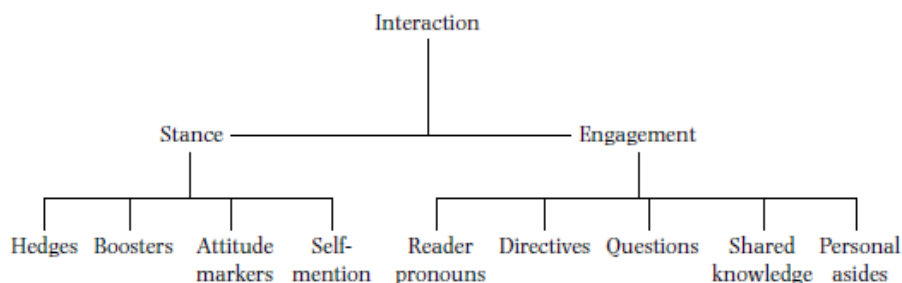 Interaction
Stance
Engagement
Hedges
Boosters
Attitude
markers
Self-
mention
Reader
pronouns
Directives
Questions
Shared
knowledge
Personal
asides